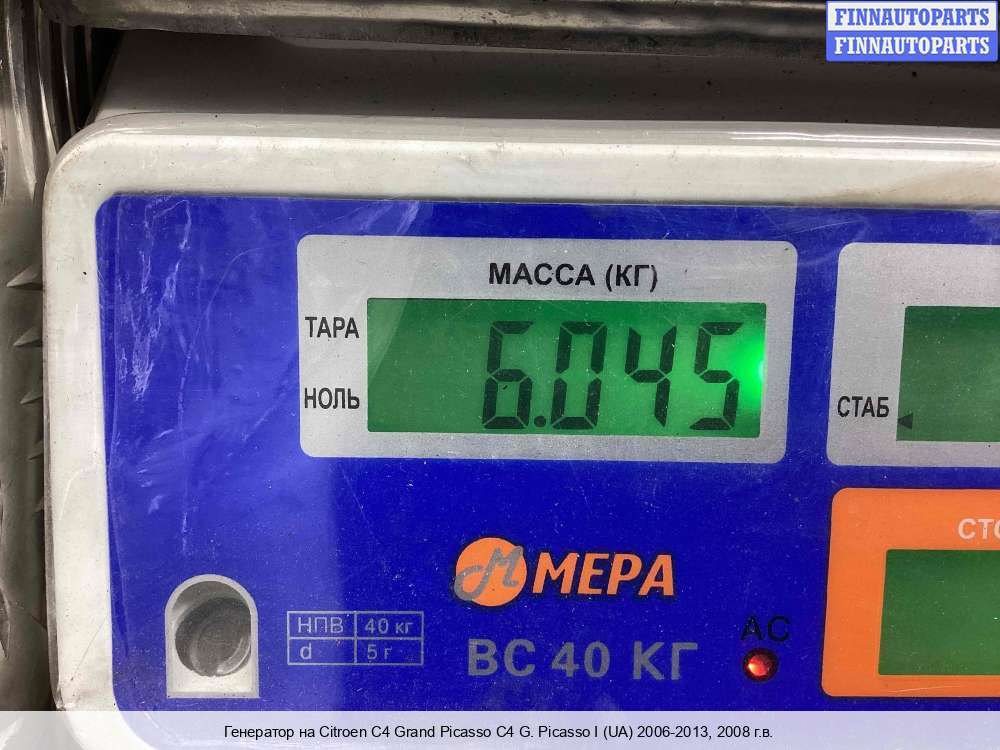 FINNAUTOPARTS
FINNAUTOPARTS
МАССА (КГ)
ТАРА
6.045
НОЛЬ
СТАБ
МЕРА
НПВ 40 кг
d 5 г
ВС 40 КГ
AC
Генератор на Citroen C4 Grand Picasso C4 G. Picasso I (UA) 2006-2013, 2008 г.в.